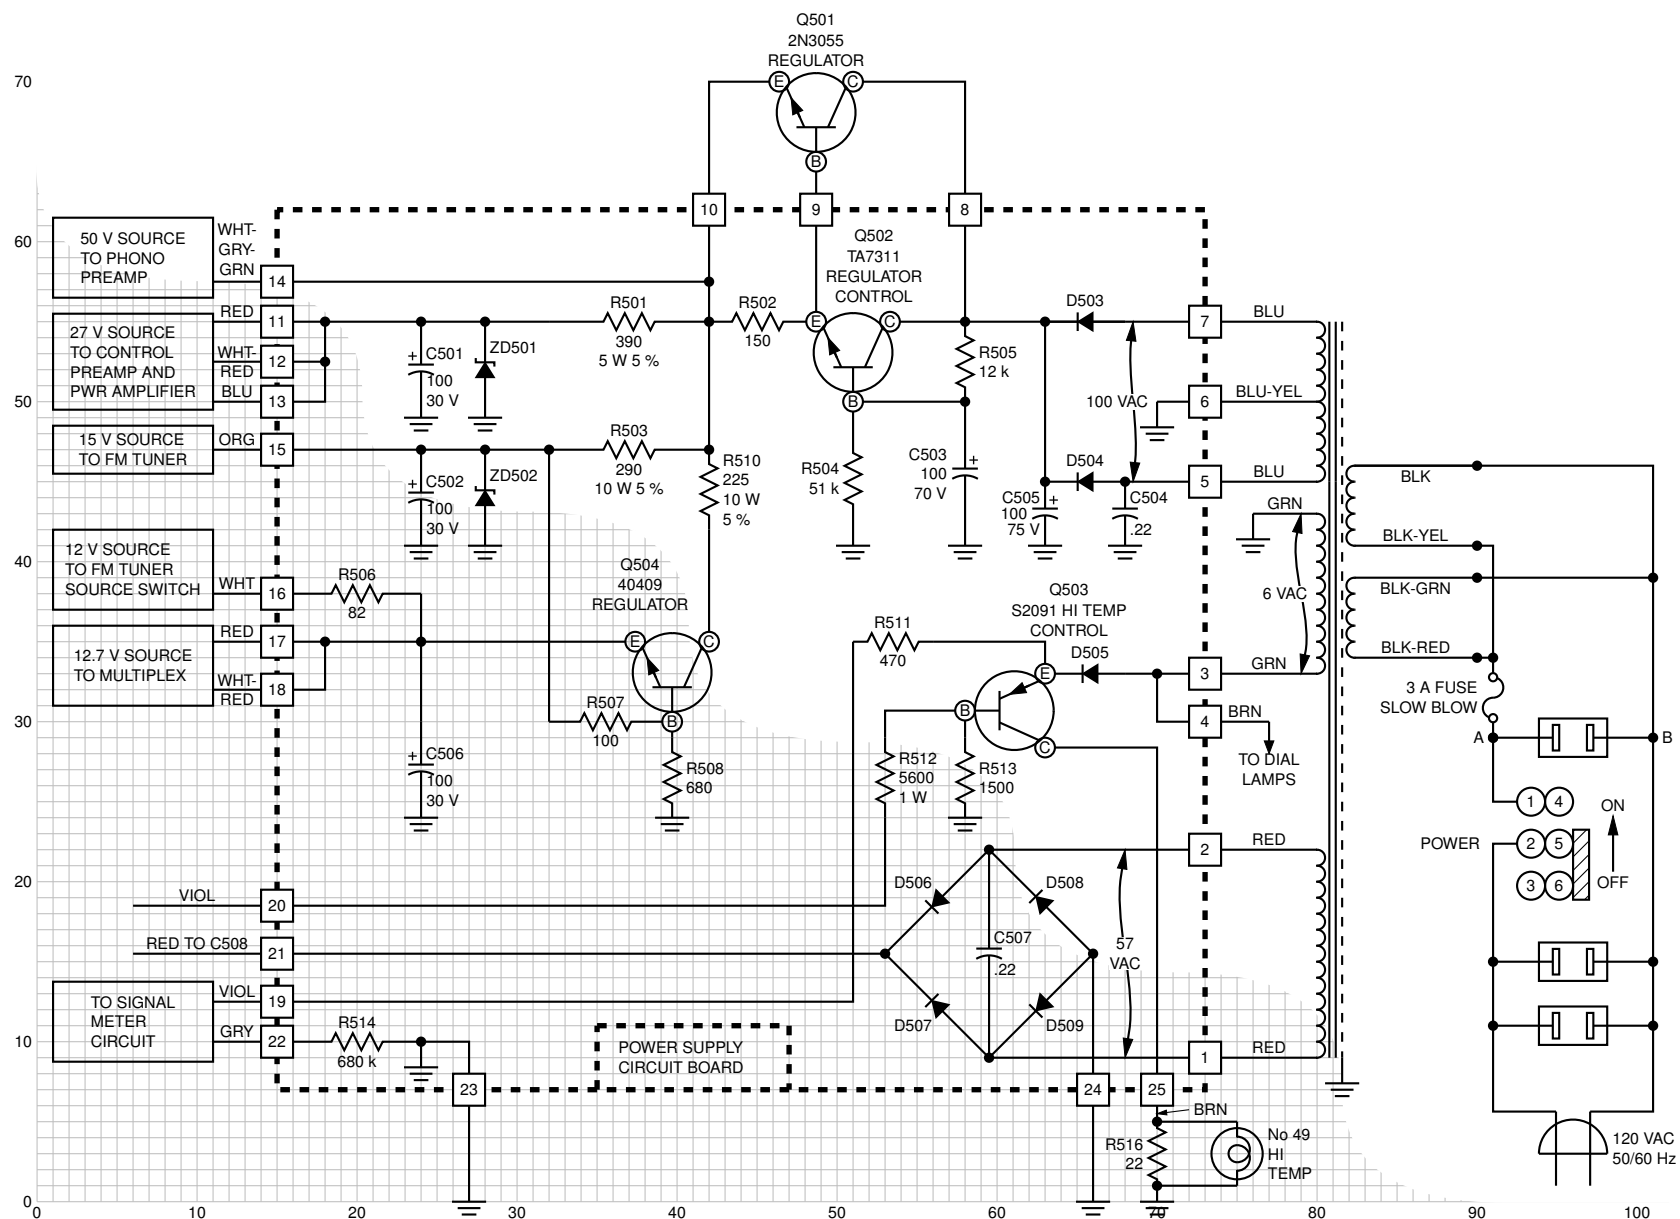 Q501
2N3055
REGULATOR
70
E
C
B
10
9
8
50 V SOURCE
TO PHONO
PREAMP
WHT-
GRY-
GRN
60
14
Q502
TA7311
REGULATOR
CONTROL
27 V SOURCE
TO CONTROL
PREAMP AND
PWR AMPLIFIER
RED
11
WHT-
RED
12
BLU
13
50
+
C501
100
30 V
ZD501
R501
390
5 W 5 %
R502
150
E
C
B
R505
12 k
D503
7
BLU
100 VAC
6
BLU-YEL
15 V SOURCE
TO FM TUNER
ORG
15
+
C502
100
30 V
ZD502
R503
290
10 W 5 %
R510
225
10 W
5 %
R504
51 k
C503
100
70 V
+
D504
5
BLU
C505
100
75 V
+
C504
.22
BLK
BLK-YEL
GRN
40
12 V SOURCE
TO FM TUNER
SOURCE SWITCH
WHT
16
R506
82
Q504
40409
REGULATOR
E
C
B
12.7 V SOURCE
TO MULTIPLEX
RED
17
WHT-
RED
18
R507
100
R508
680
30
+
C506
100
30 V
R511
470
Q503
S2091 HI TEMP
CONTROL
D505
E
B
C
6 VAC
BLK-GRN
BLK-RED
3
GRN
4
BRN
TO DIAL
LAMPS
3 A FUSE
SLOW BLOW
A
B
R512
5600
1 W
R513
1500
1
4
ON
POWER
2
5
3
6
OFF
2
RED
20
VIOL
20
D506
D508
RED TO C508
21
C507
.22
57
VAC
TO SIGNAL
METER
CIRCUIT
VIOL
19
GRY
22
R514
680 k
D507
D509
10
POWER SUPPLY
CIRCUIT BOARD
1
RED
23
24
25
BRN
R516
22
No 49
HI
TEMP
120 VAC
50/60 Hz
0
0
10
20
30
40
50
60
70
80
90
100